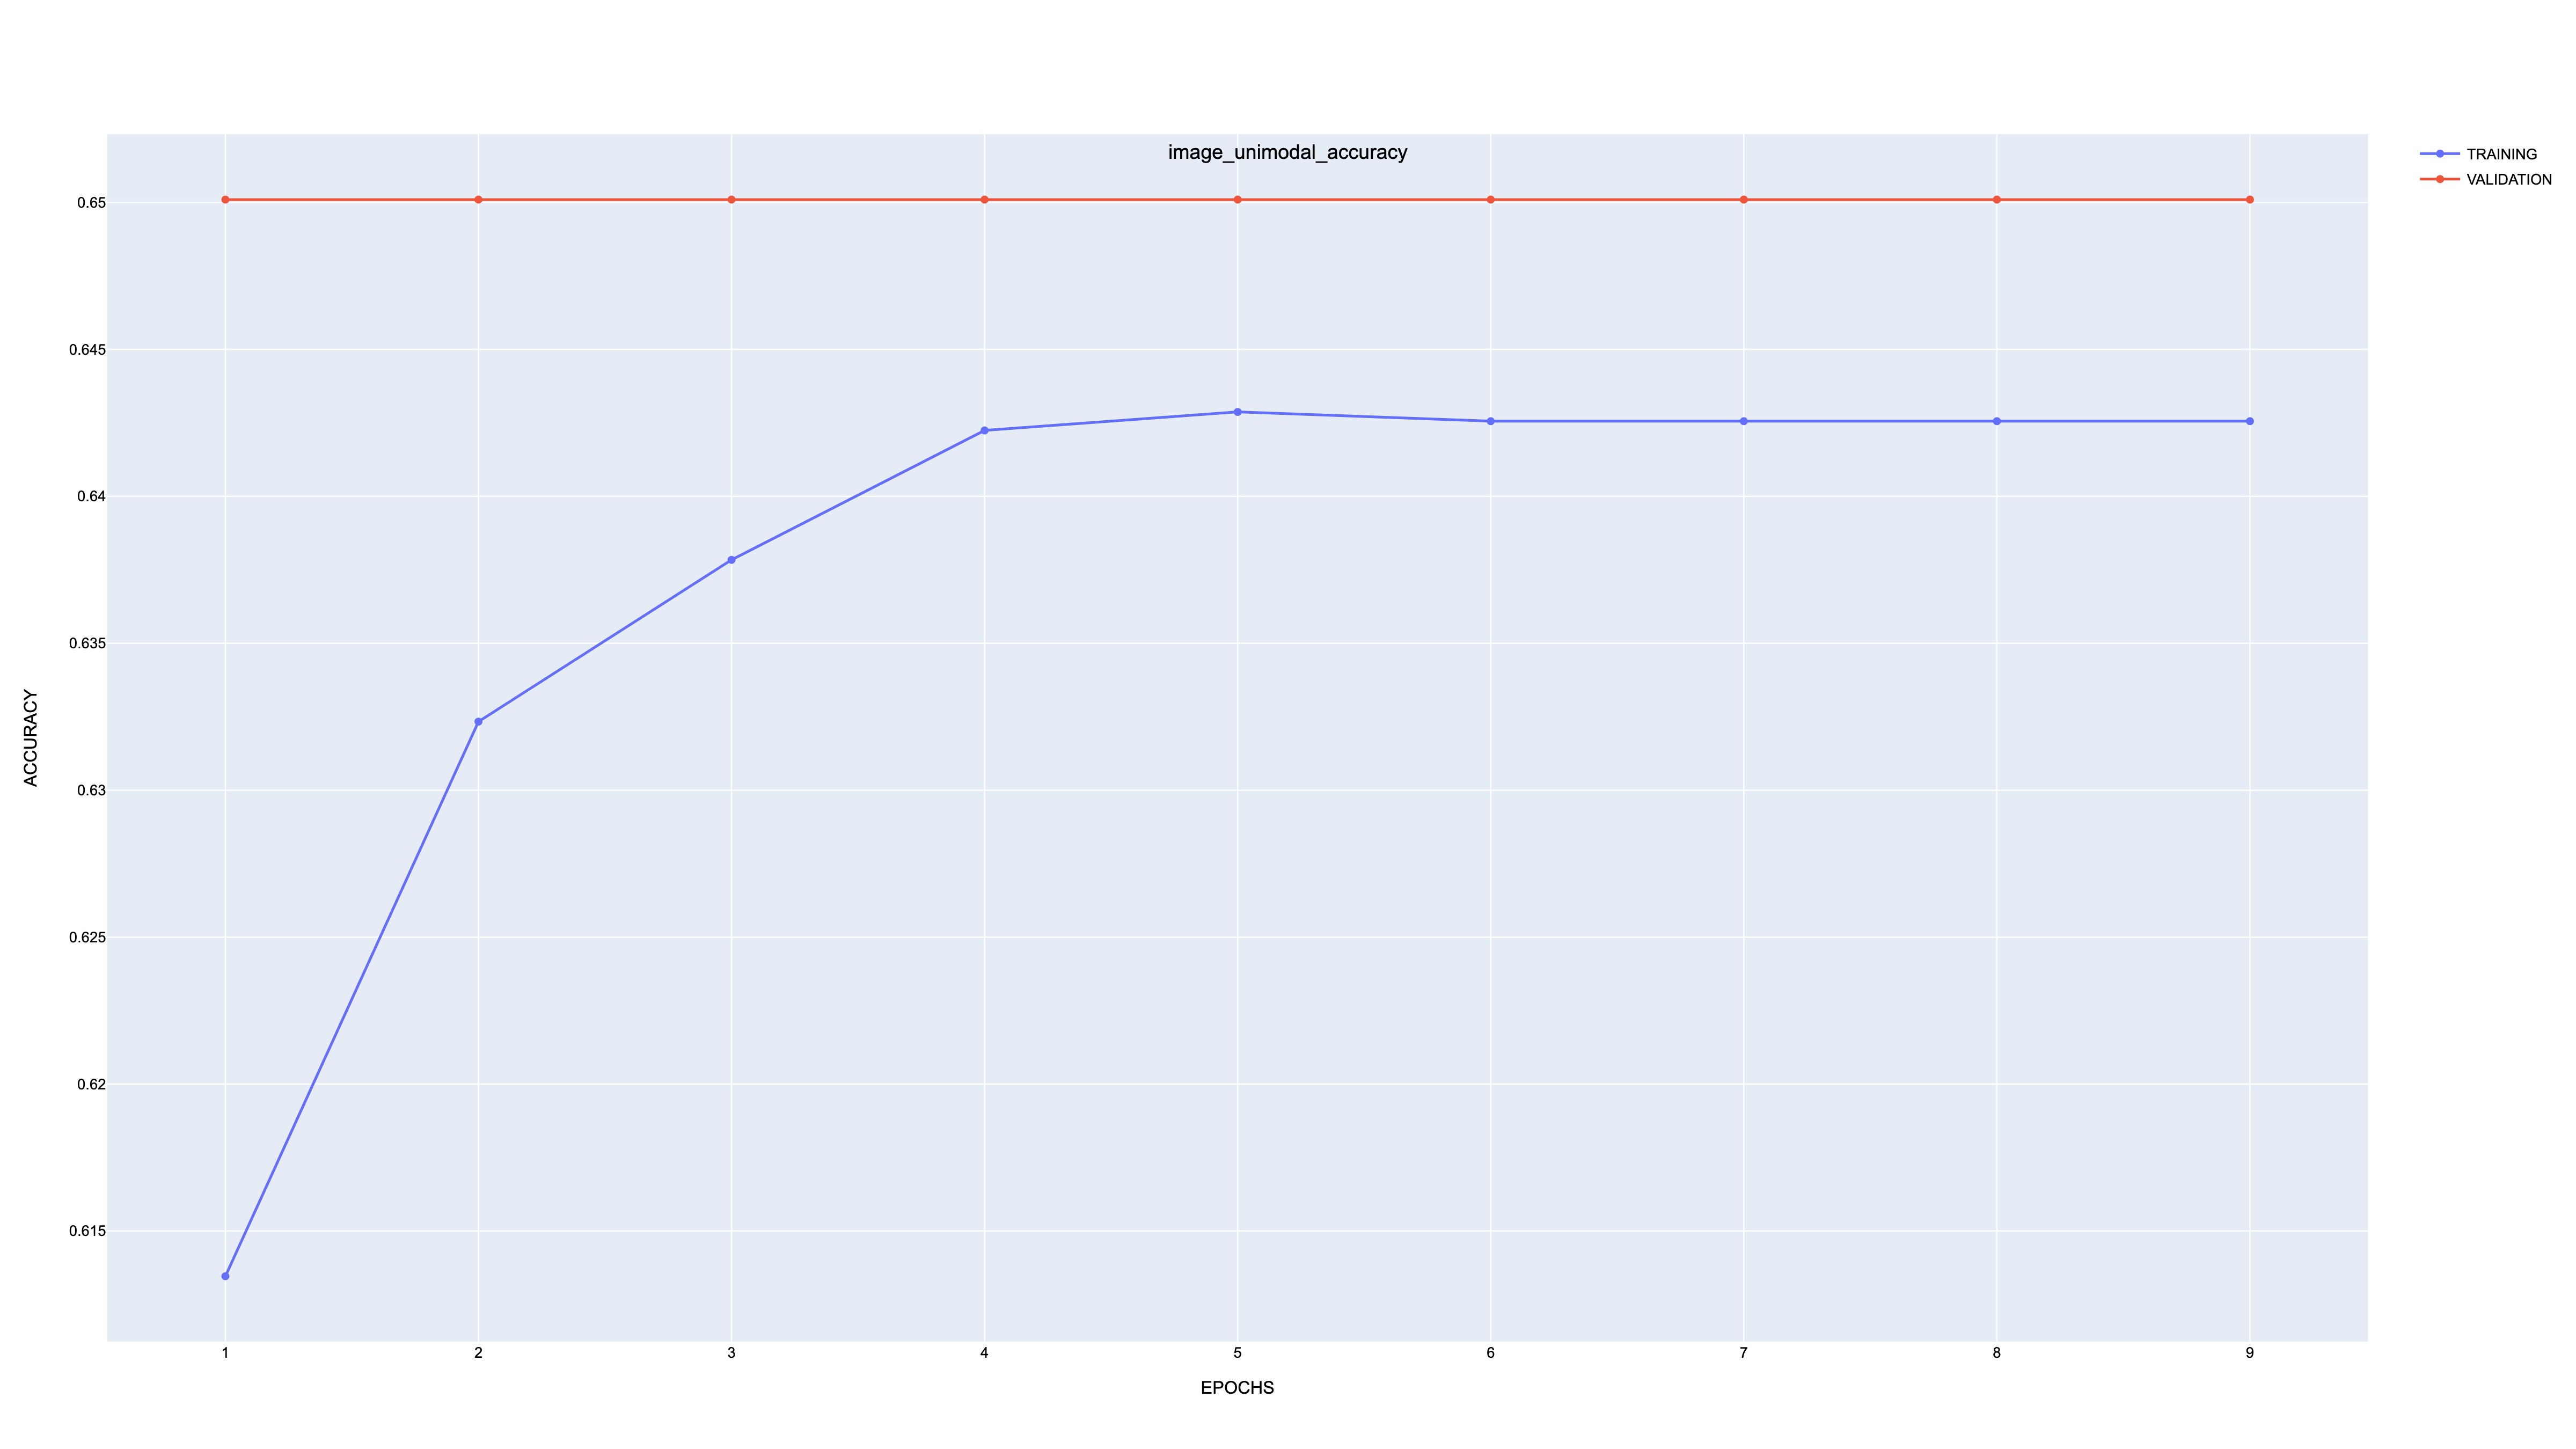 image_unimodal_accuracy
TRAINING
VALIDATION
0.65
0.645
0.64
0.635
0.63
0.625
0.62
0.615
ACCURACY
1 2 3 4 5 6 7 8 9
EPOCHS